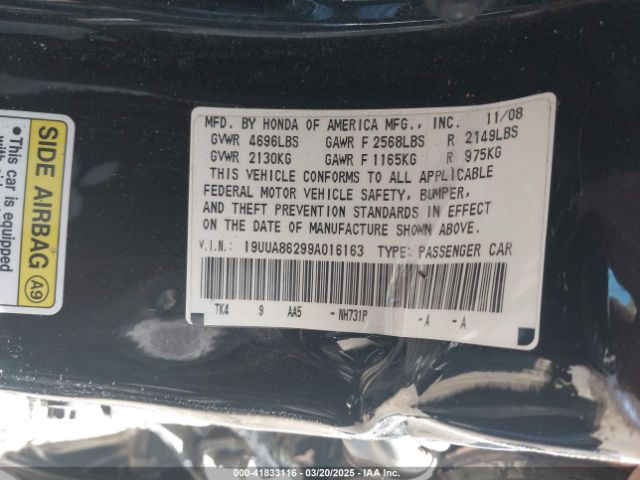 SIDE AIRBAG A9
• This car is equipped
with side
MFD. BY HONDA OF AMERICA MFG., INC. 11/08
GVWR 4696LBS GAWR F 2568LBS R 2149LBS
GVWR 2130KG GAWR F 1165KG R 975KG
THIS VEHICLE CONFORMS TO ALL APPLICABLE
FEDERAL MOTOR VEHICLE SAFETY, BUMPER,
AND THEFT PREVENTION STANDARDS IN EFFECT
ON THE DATE OF MANUFACTURE SHOWN ABOVE.
V.I.N.: 19UUA86299A016163 TYPE: PASSENGER CAR
TK4 9 AA5 -NH731P -A -A
000-41833116 - 03/20/2025 - IAA Inc.